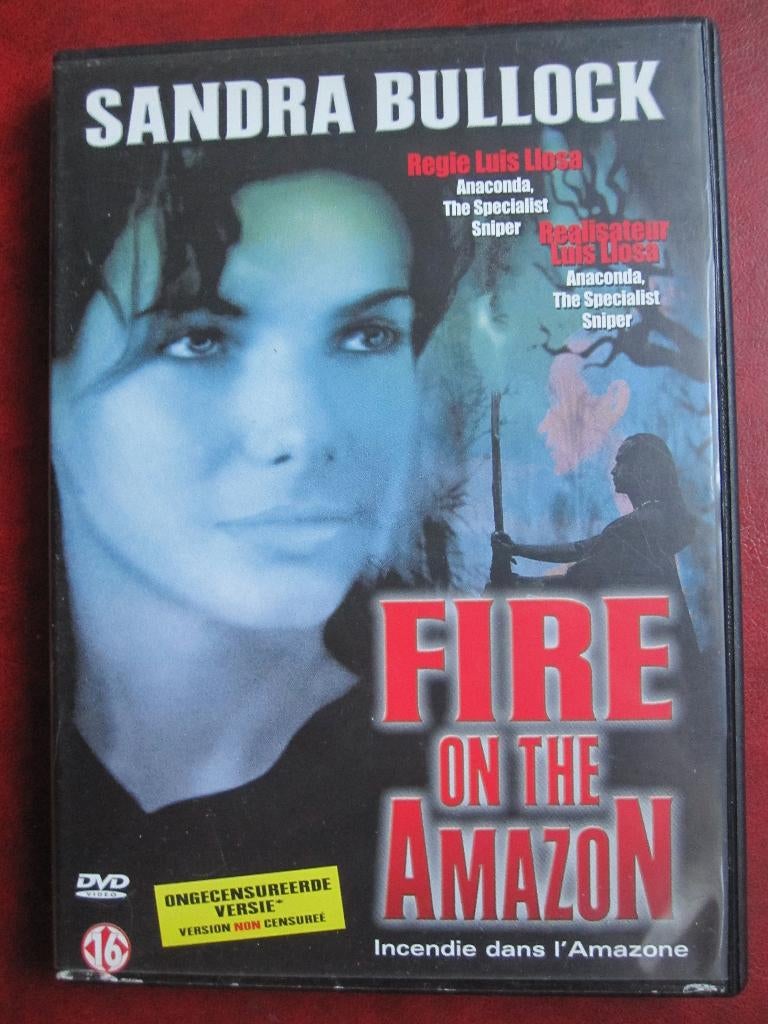 SANDRA BULLOCK
Regie Luis Llosa
Anaconda,
The Specialist
Sniper
Realisateur
Luis Llosa
Anaconda,
The Specialist
Sniper
FIRE
ON THE
AMAZON
Incendie dans l'Amazone
DVD
VIDEO
ONGECENSUREERDE
VERSIE*
VERSION NON CENSUREÉ
16